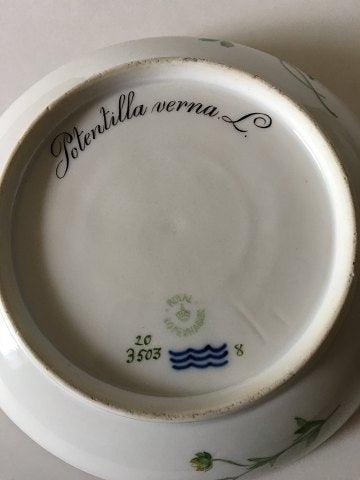 Potentilla verna. L.
ROYAL
COPENHAGEN
20
3503 8